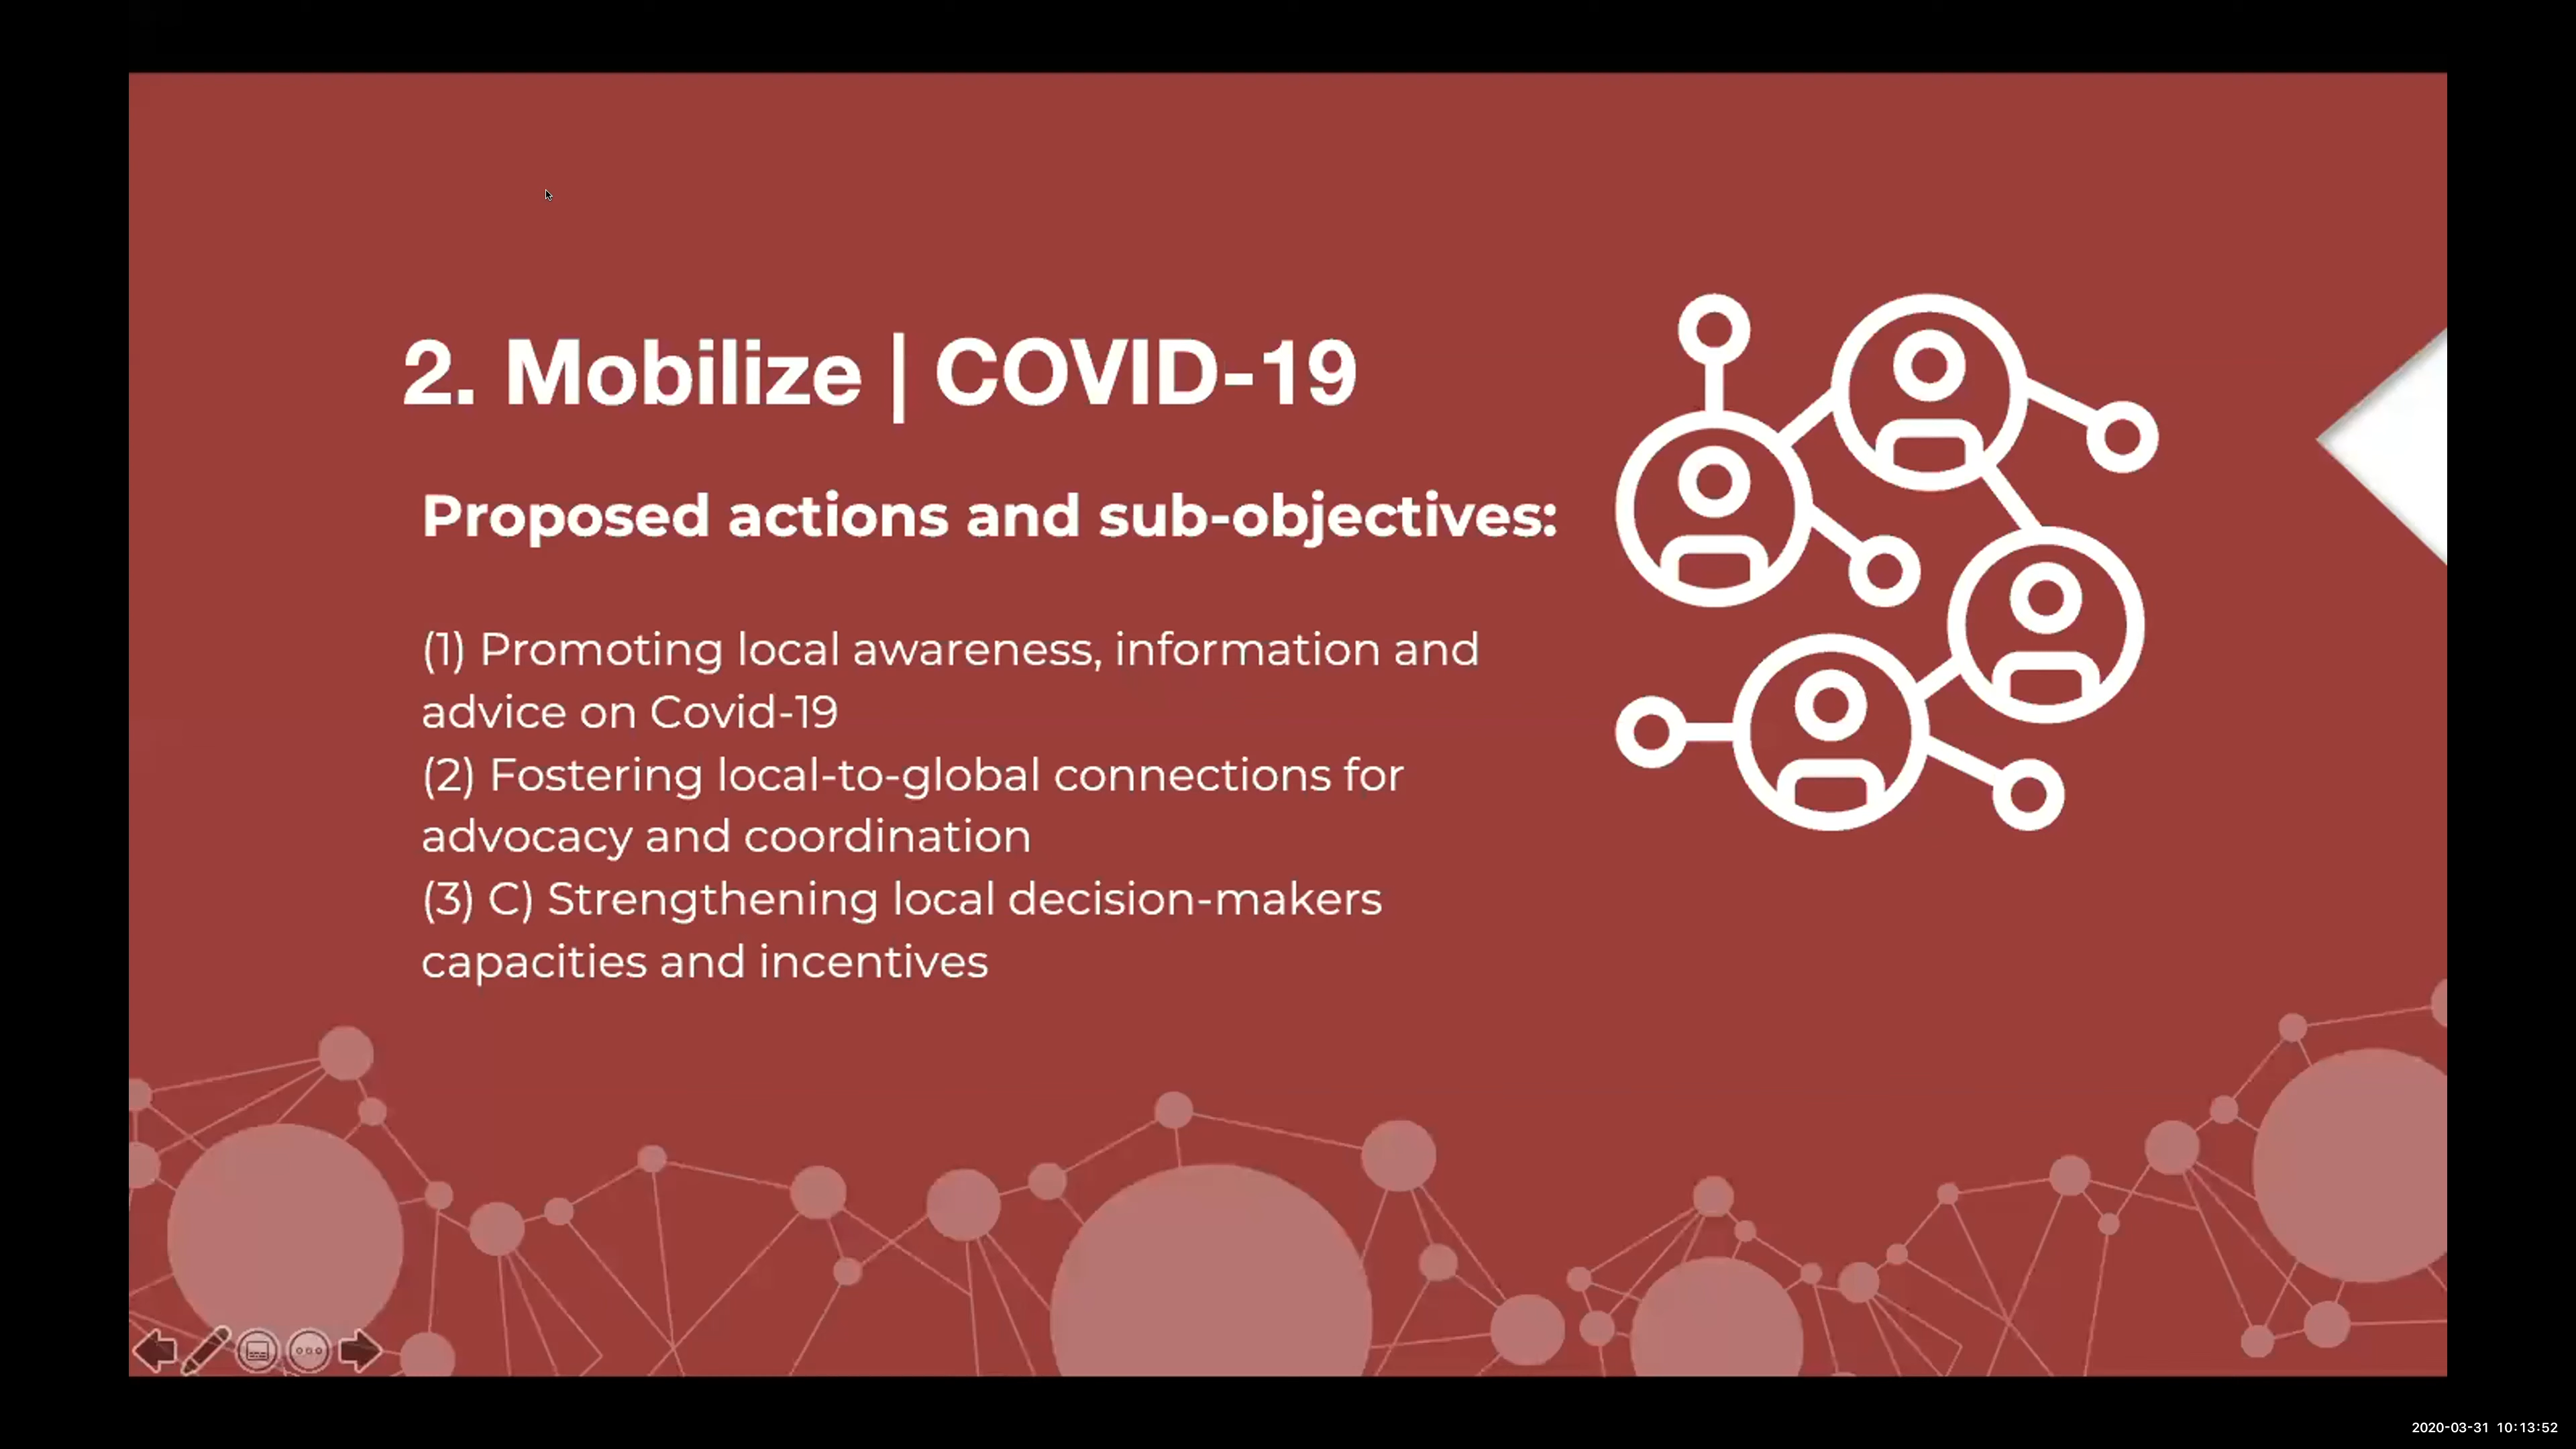 2. Mobilize | COVID-19
Proposed actions and sub-objectives:
(1) Promoting local awareness, information and
advice on Covid-19
(2) Fostering local-to-global connections for
advocacy and coordination
(3) C) Strengthening local decision-makers
capacities and incentives
2020-03-31 10:13:52